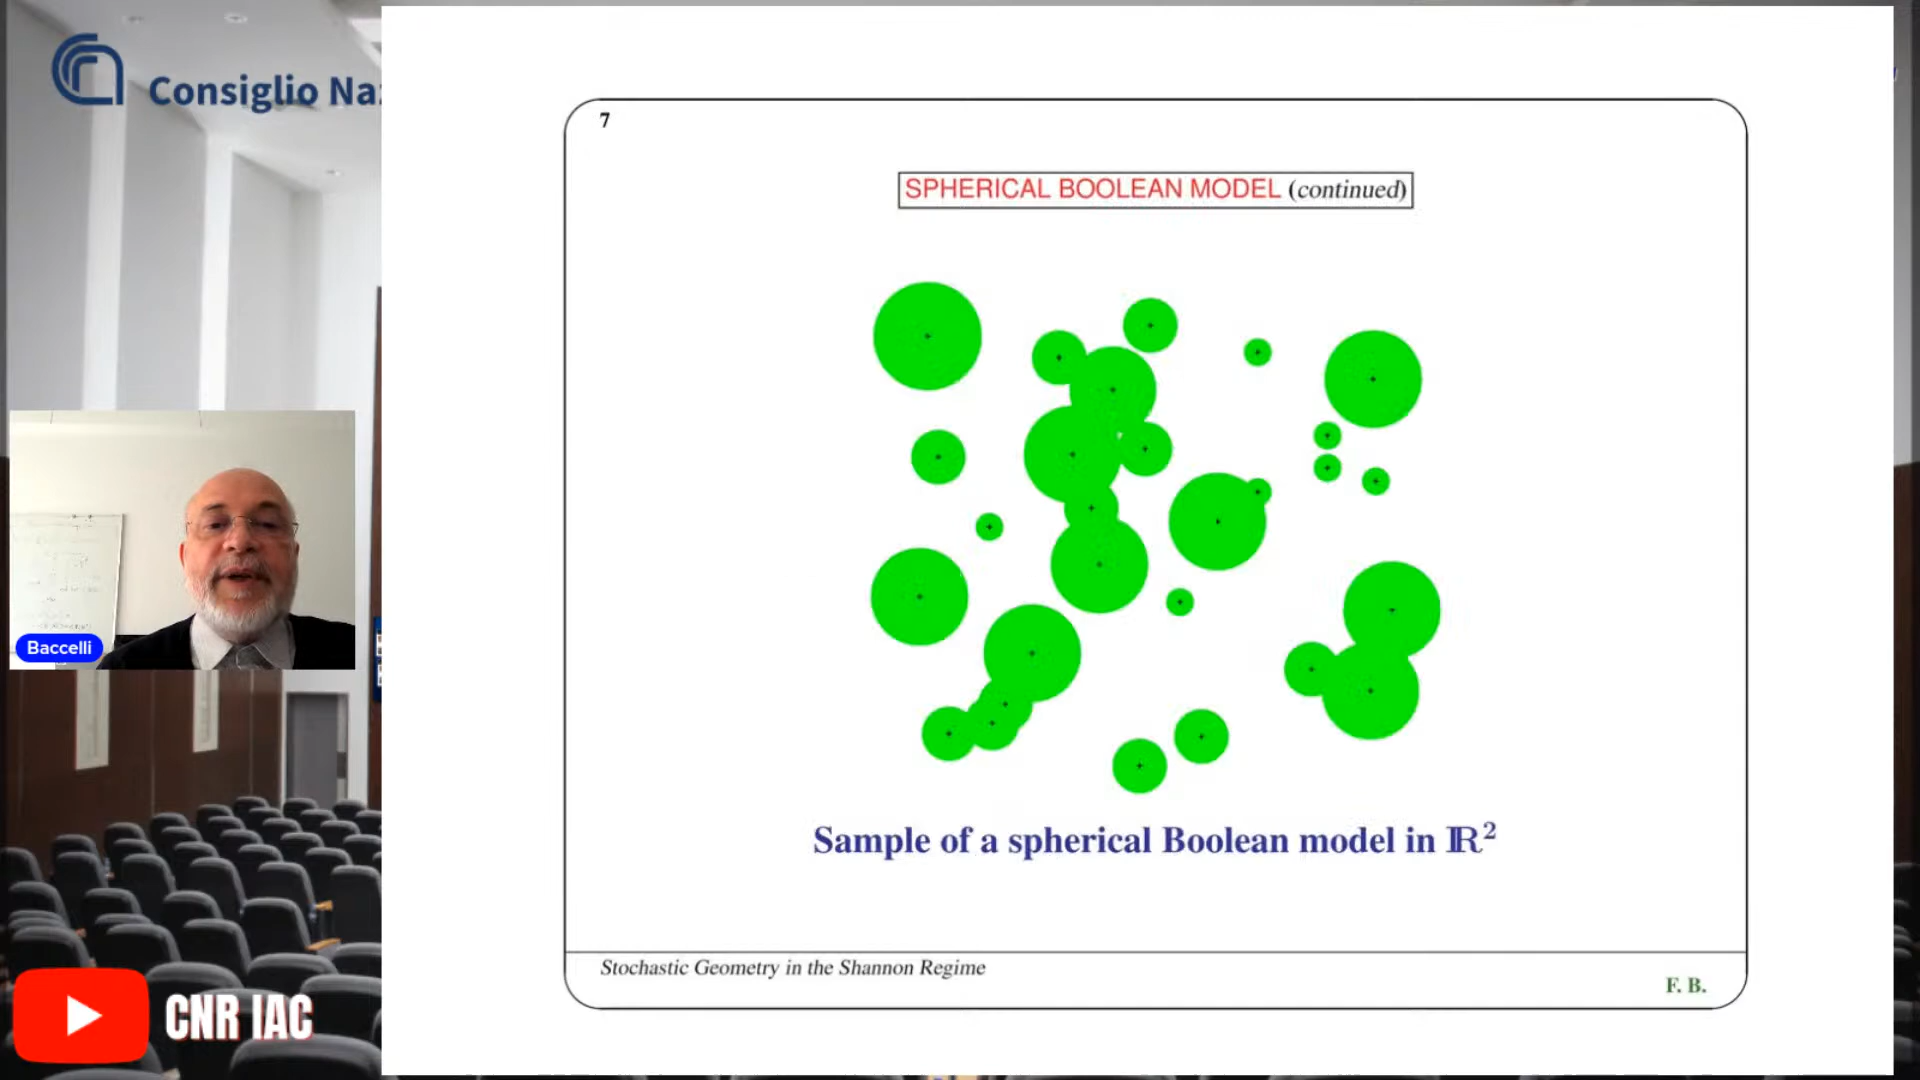 Consiglio Na
7
SPHERICAL BOOLEAN MODEL (continued)
Baccelli
Sample of a spherical Boolean model in ℝ²
Stochastic Geometry in the Shannon Regime
F. B.
CNR IAC